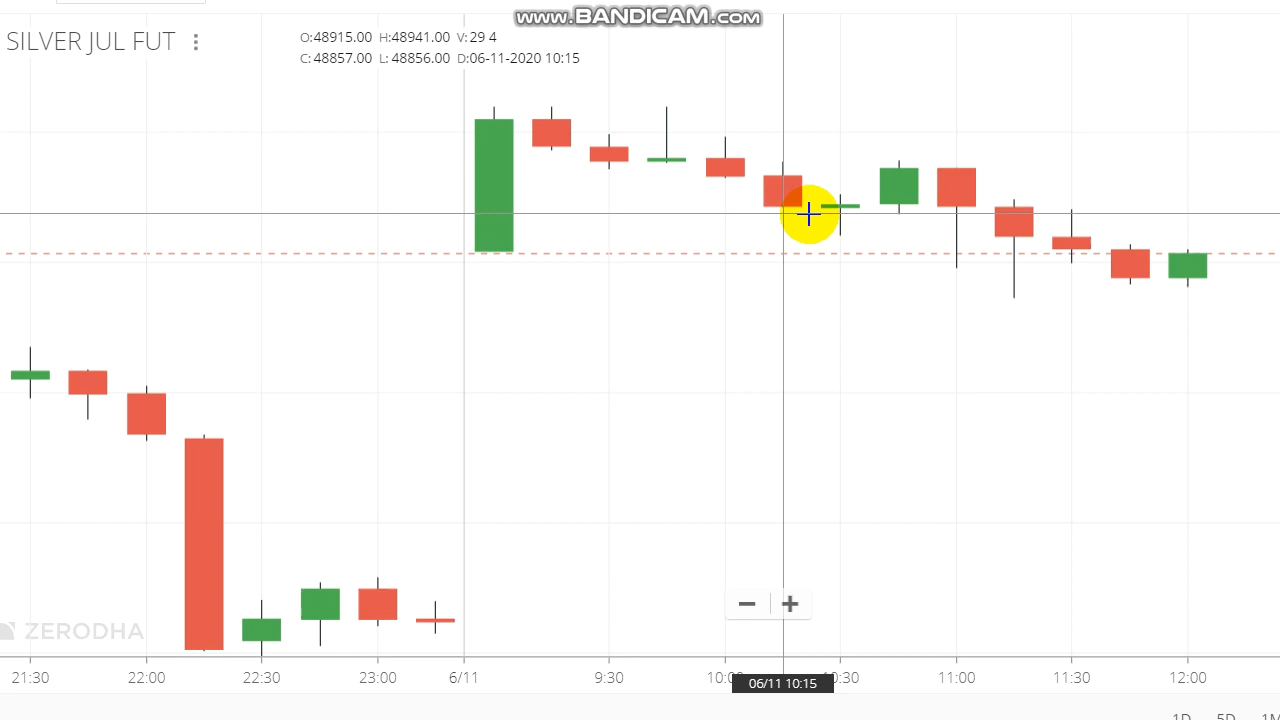 www.BANDICAM.com
SILVER JUL FUT
O:48915.00 H:48941.00 V:29 4
C:48857.00 L:48856.00 D:06-11-2020 10:15
ZERODHA
21:30 22:00 22:30 23:00 6/11 9:30 06/11 10:15 11:00 11:30 12:00
1D 5D 1M